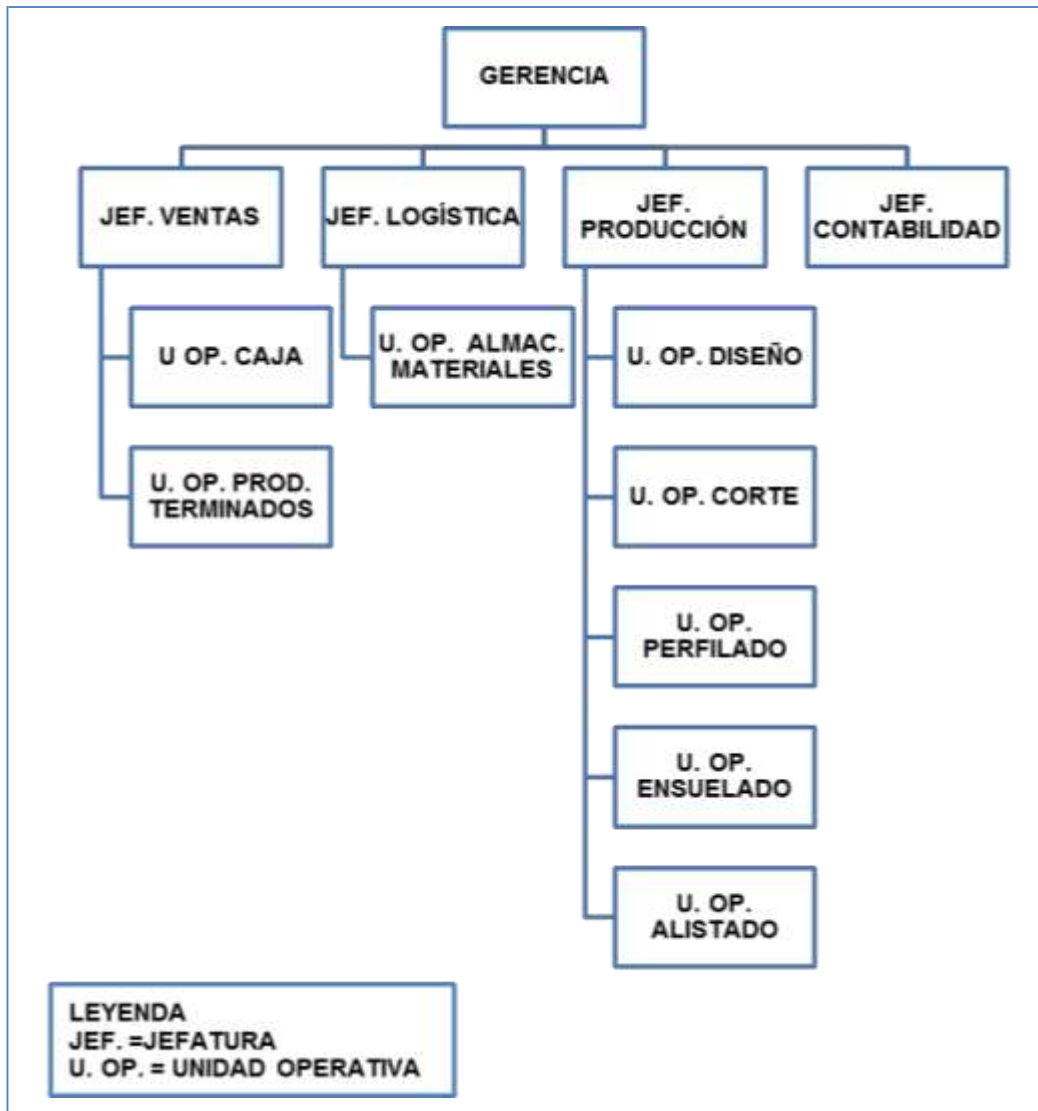 GERENCIA
JEF. VENTAS
JEF. LOGÍSTICA
JEF.
PRODUCCIÓN
JEF.
CONTABILIDAD
U OP. CAJA
U. OP. ALMAC.
MATERIALES
U. OP. DISEÑO
U. OP. PROD.
TERMINADOS
U. OP. CORTE
U. OP.
PERFILADO
U. OP.
ENSUELADO
U. OP.
ALISTADO
LEYENDA
JEF. =JEFATURA
U. OP. = UNIDAD OPERATIVA